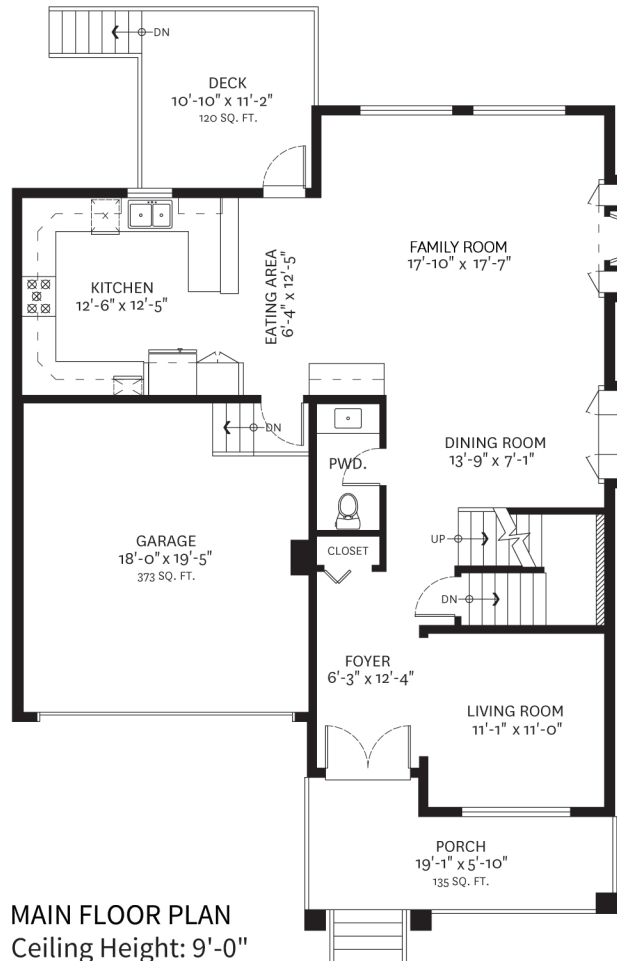 DN
DECK
10'-10" x 11'-2"
120 SQ. FT.
KITCHEN
12'-6" x 12'-5"
EATING AREA
6'-4" x 12'-5"
FAMILY ROOM
17'-10" x 17'-7"
DN
PWD.
DINING ROOM
13'-9" x 7'-1"
GARAGE
18'-0" x 19'-5"
373 SQ. FT.
CLOSET
UP
DN
FOYER
6'-3" x 12'-4"
LIVING ROOM
11'-1" x 11'-0"
PORCH
19'-1" x 5'-10"
135 SQ. FT.
MAIN FLOOR PLAN
Ceiling Height: 9'-0"